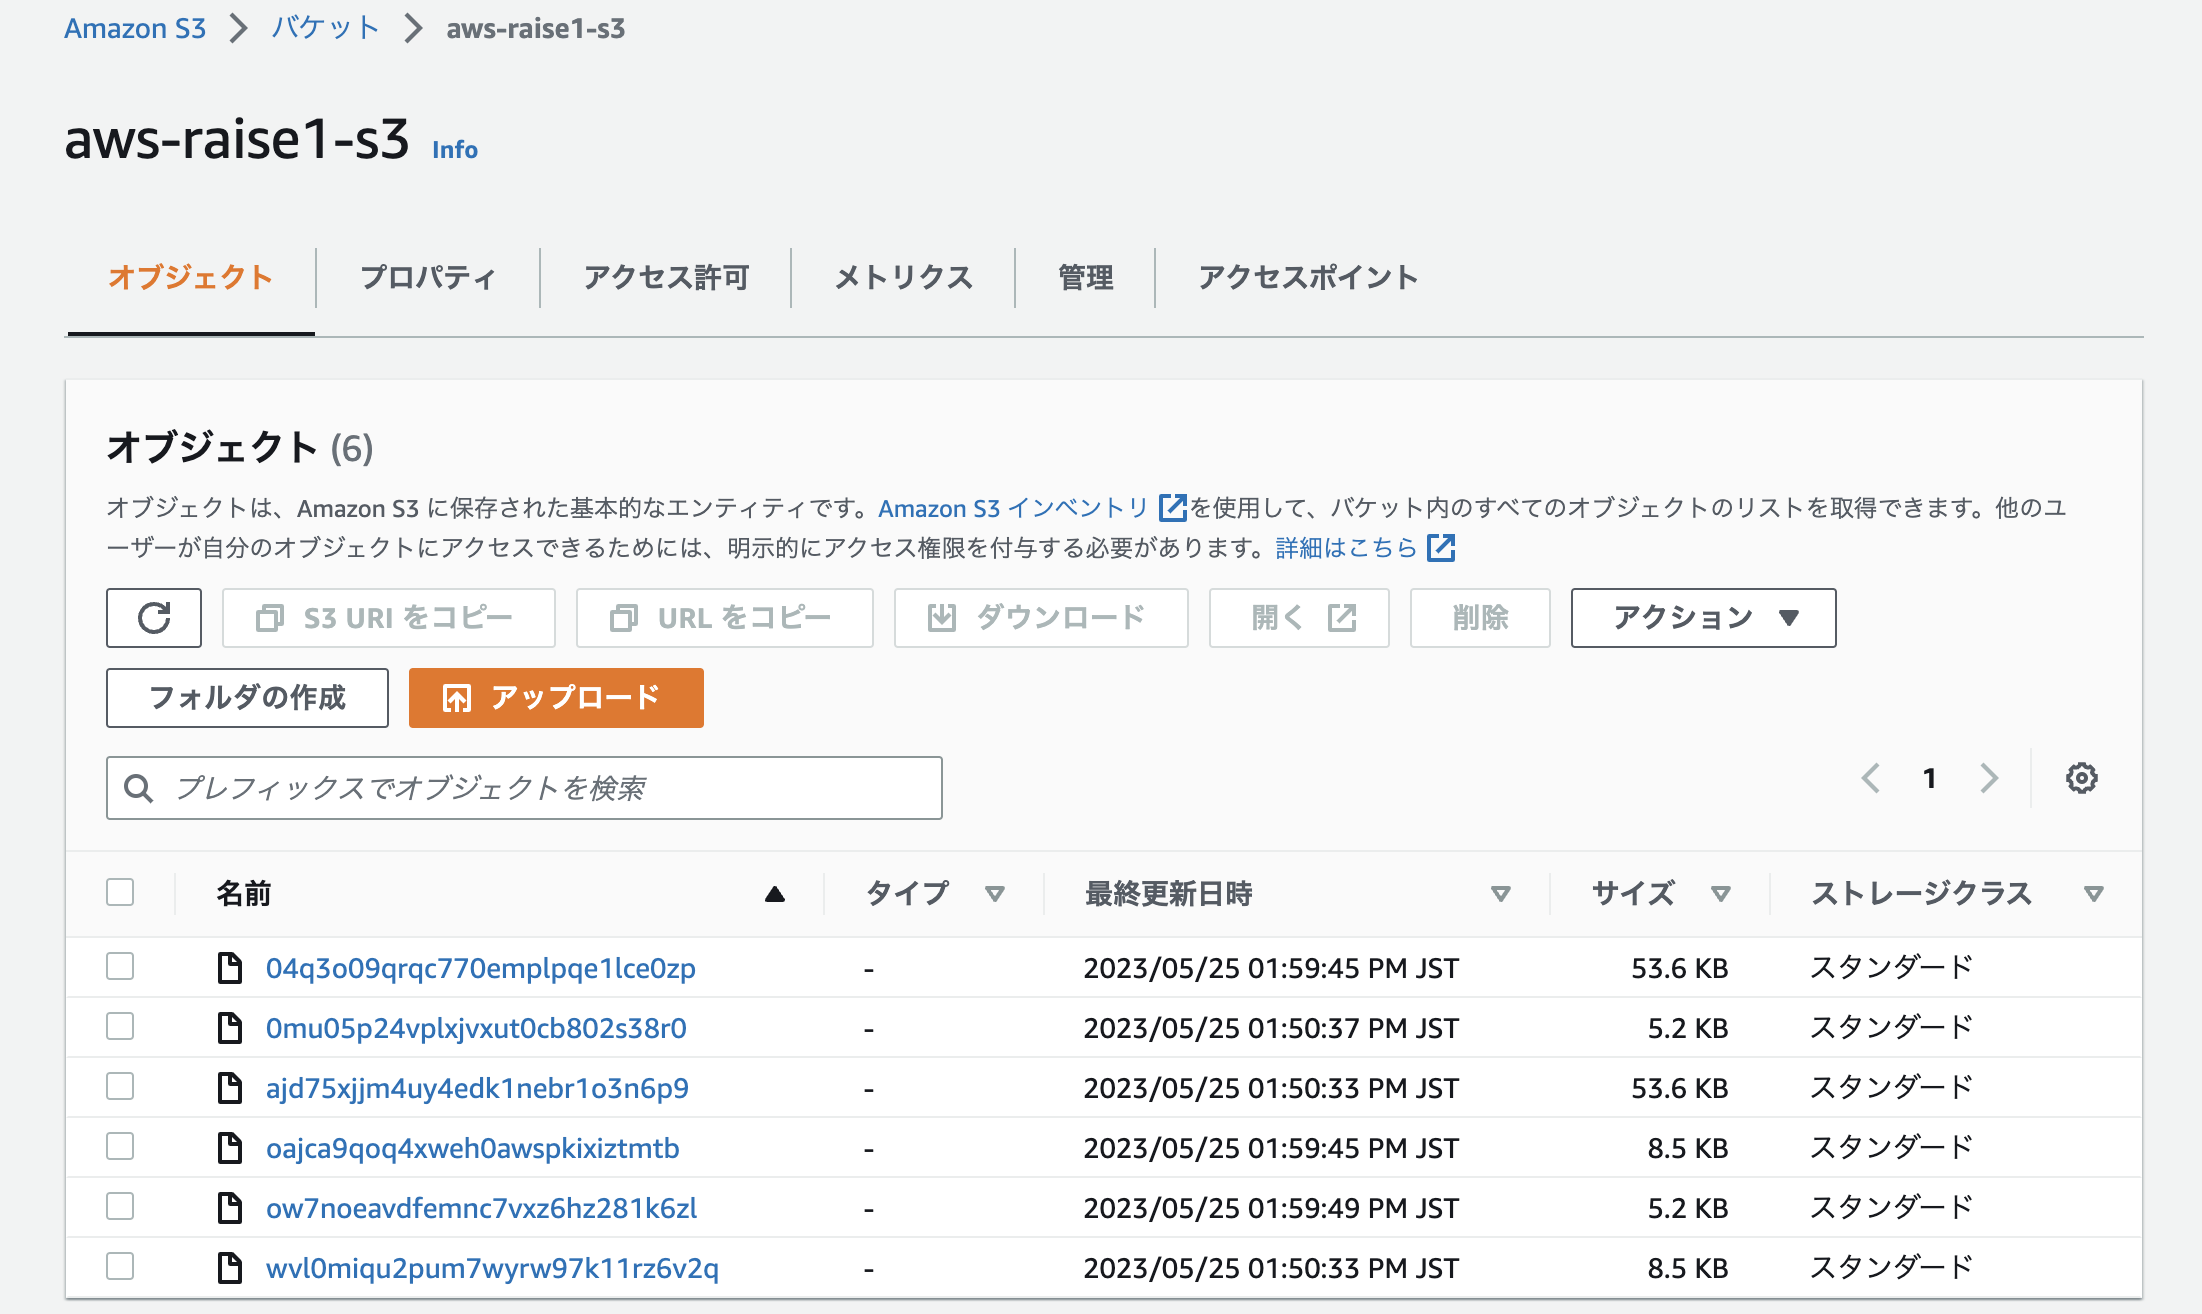 Amazon S3 > バケット > aws-raise1-s3
aws-raise1-s3 Info
オブジェクト プロパティ アクセス許可 メトリクス 管理 アクセスポイント
オブジェクト (6)
オブジェクトは、Amazon S3 に保存された基本的なエンティティです。Amazon S3 インベントリ を使用して、バケット内のすべてのオブジェクトのリストを取得できます。他のユ
ーザーが自分のオブジェクトにアクセスできるためには、明示的にアクセス権限を付与する必要があります。詳細はこちら
S3 URI をコピー URL をコピー ダウンロード 開く 削除 アクション
フォルダの作成 アップロード
プレフィックスでオブジェクトを検索 1
名前 タイプ 最終更新日時 サイズ ストレージクラス
04q3o09qrqc770emplpqe1lce0zp - 2023/05/25 01:59:45 PM JST 53.6 KB スタンダード
0mu05p24vplxjvxut0cb802s38r0 - 2023/05/25 01:50:37 PM JST 5.2 KB スタンダード
ajd75xjjm4uy4edk1nebr1o3n6p9 - 2023/05/25 01:50:33 PM JST 53.6 KB スタンダード
oajca9qoq4xweh0awspkixiztmtb - 2023/05/25 01:59:45 PM JST 8.5 KB スタンダード
ow7noeavdfemnc7vxz6hz281k6zl - 2023/05/25 01:59:49 PM JST 5.2 KB スタンダード
wvl0miqu2pum7wyrw97k11rz6v2q - 2023/05/25 01:50:33 PM JST 8.5 KB スタンダード